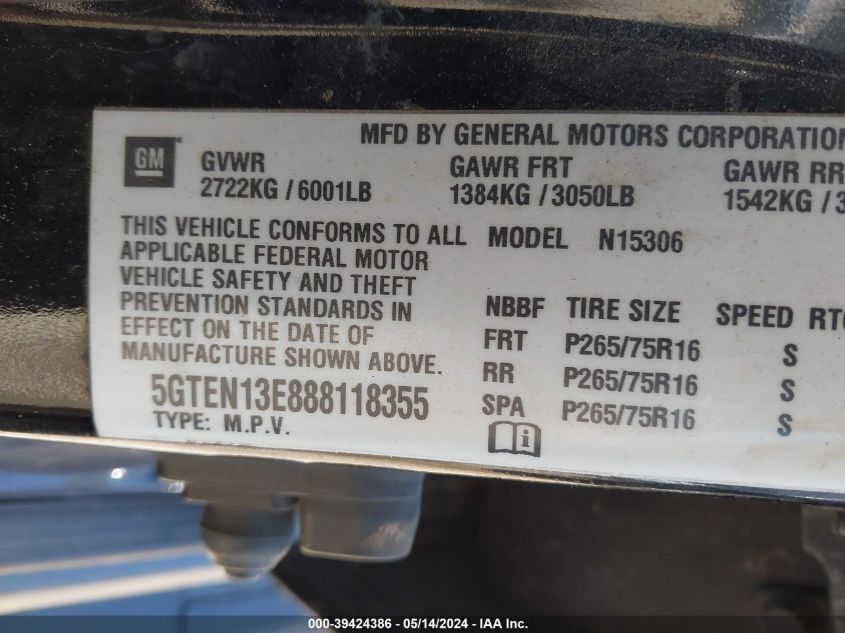 MFD BY GENERAL MOTORS CORPORATION
GM
GVWR GAWR FRT GAWR RR
2722KG / 6001LB 1384KG / 3050LB 1542KG / 3
THIS VEHICLE CONFORMS TO ALL
APPLICABLE FEDERAL MOTOR
VEHICLE SAFETY AND THEFT
PREVENTION STANDARDS IN
EFFECT ON THE DATE OF
MANUFACTURE SHOWN ABOVE.
5GTEN13E888118355
TYPE: M.P.V.
MODEL N15306
NBBF TIRE SIZE SPEED RTG
FRT P265/75R16 S
RR P265/75R16 S
SPA P265/75R16 S
i
000-39424386 - 05/14/2024 - IAA Inc.